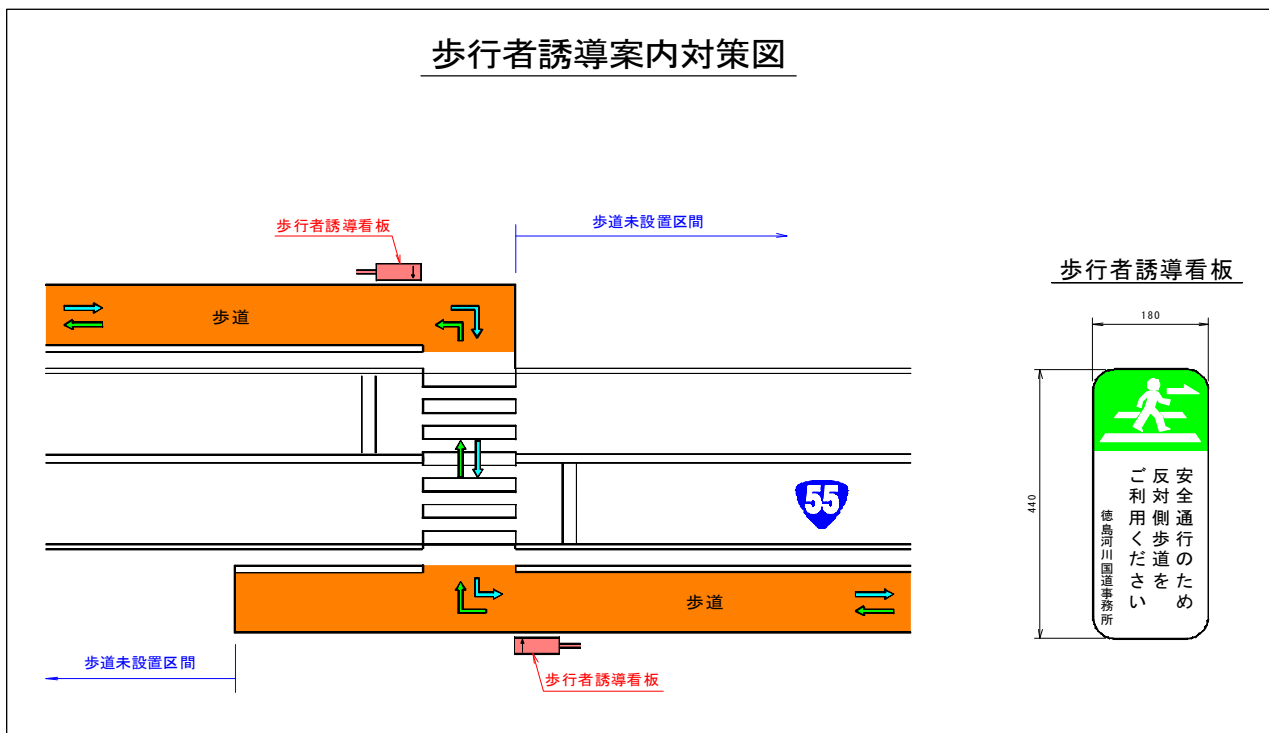 歩行者誘導案内対策図
歩行者誘導看板
歩道未設置区間
歩道
55
歩道
歩道未設置区間
歩行者誘導看板
歩行者誘導看板
180
440
安全通行のため
反対側歩道を
ご利用ください
徳島河川国道事務所